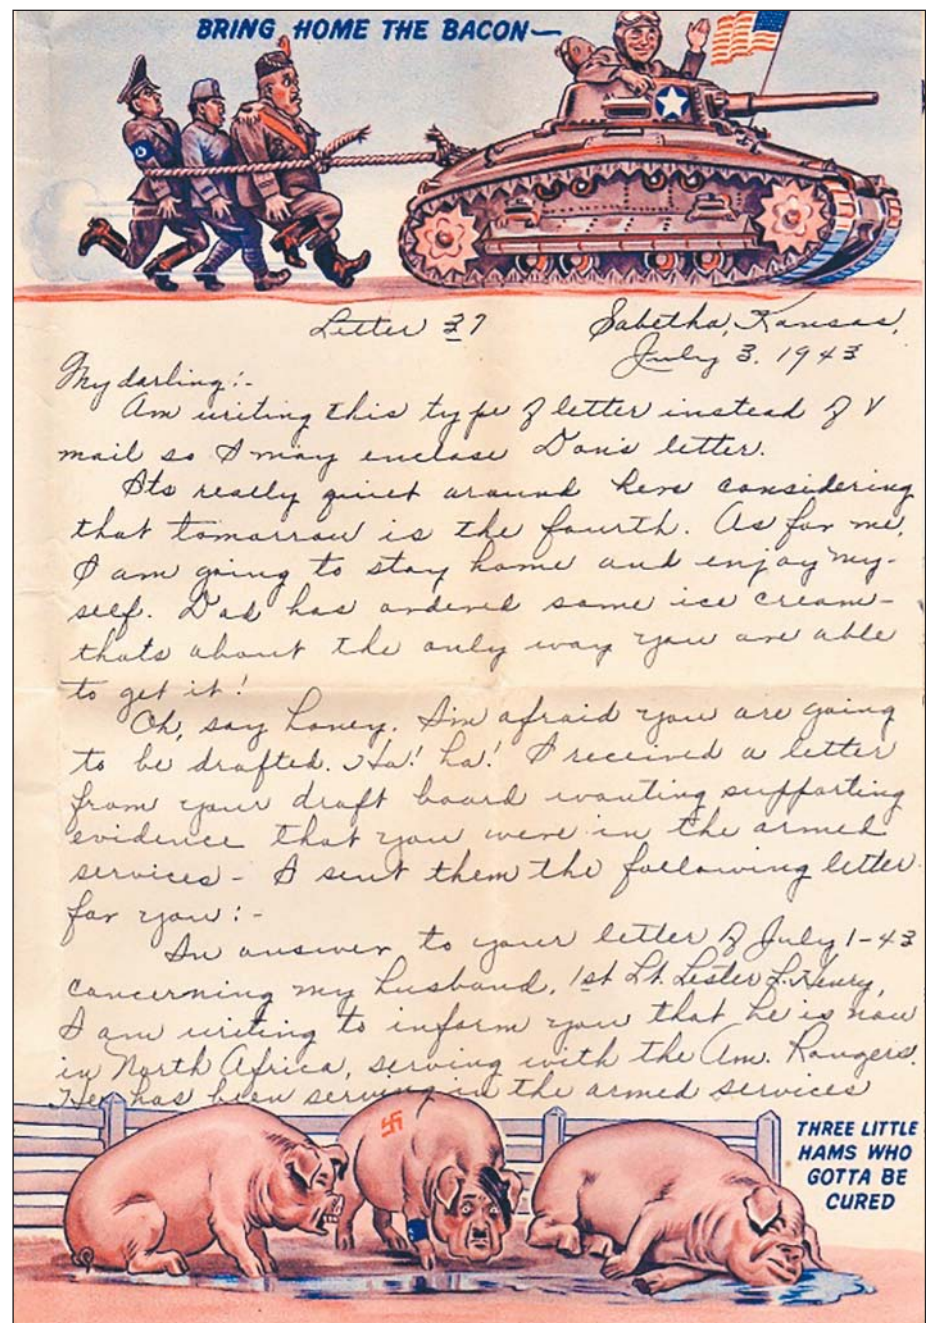 BRING HOME THE BACON—
Letter 37
Sabetha, Kansas,
July 3, 1943
My darling:-
Am writing this type of letter instead of V
mail so I may enclose Don's letter.
Its really quiet around here considering
that tomorrow is the fourth. As for me,
I am going to stay home and enjoy my-
self. Dad has ordered some ice cream-
thats about the only way you are able
to get it!
Oh, say honey. I'm afraid you are going
to be drafted. Ha! ha! I received a letter
from your draft board wanting supporting
evidence that you were in the armed
services - I sent them the following letter
for you:-
In answer to your letter of July 1-43
concerning my husband, 1st Lt. Lester L. Henry,
I am writing to inform you that he is now
in North Africa, serving with the Am. Rangers.
He has been serving in the armed services
THREE LITTLE
HAMS WHO
GOTTA BE
CURED